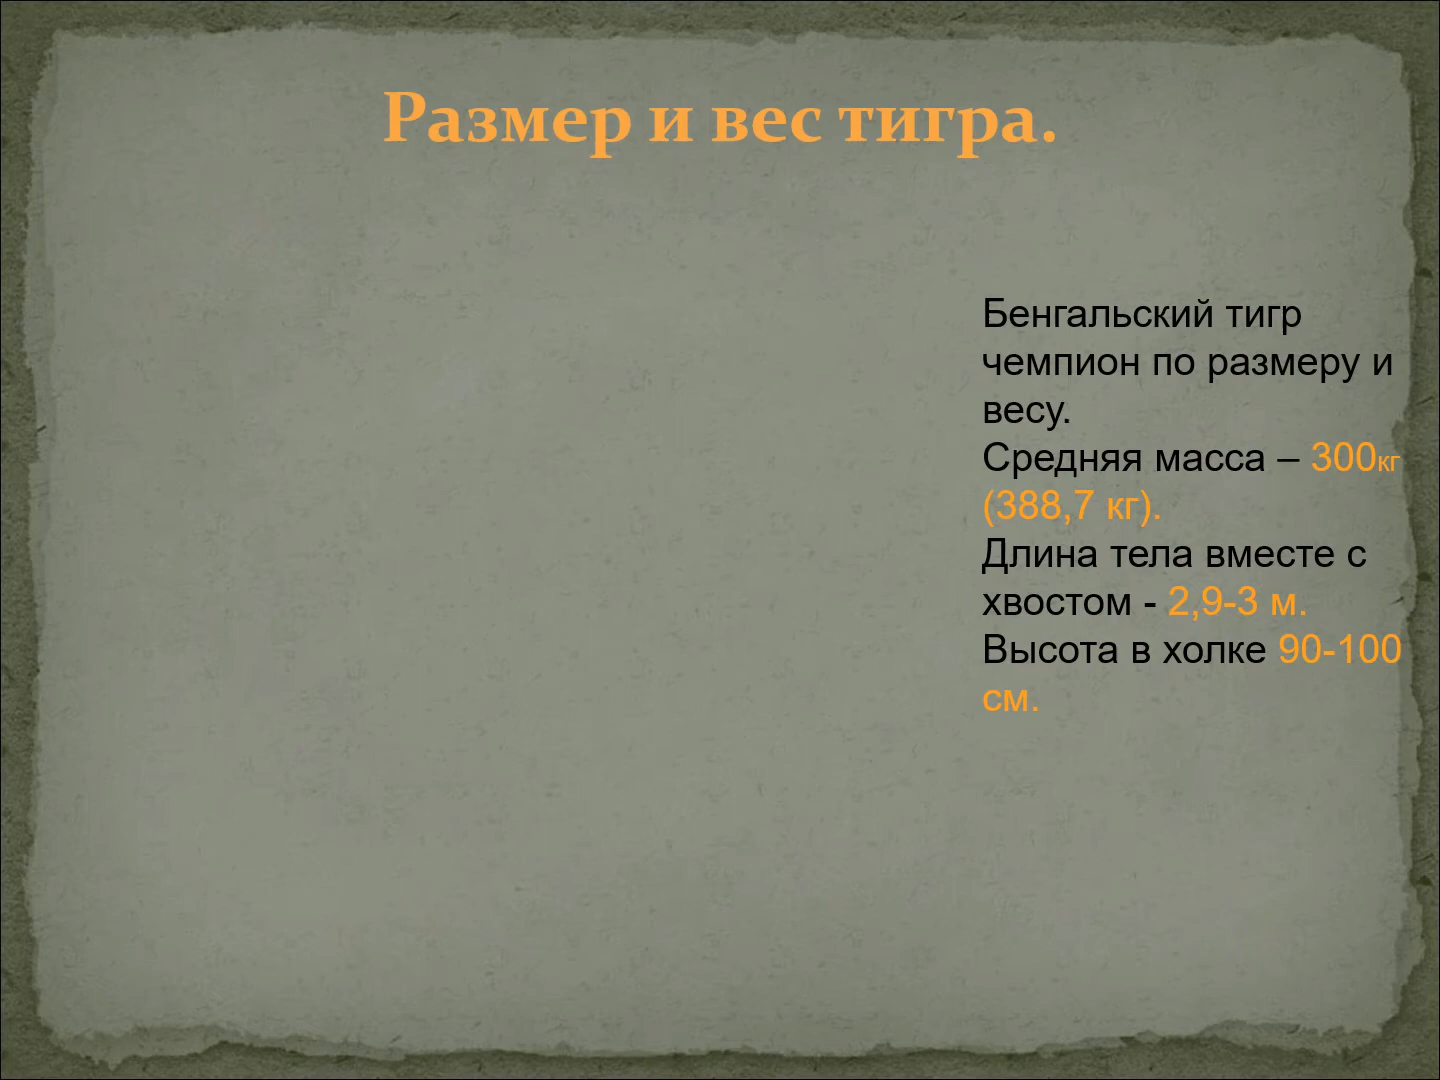 Размер и вес тигра.
Бенгальский тигр
чемпион по размеру и
весу.
Средняя масса – 300кг
(388,7 кг).
Длина тела вместе с
хвостом - 2,9-3 м.
Высота в холке 90-100
см.